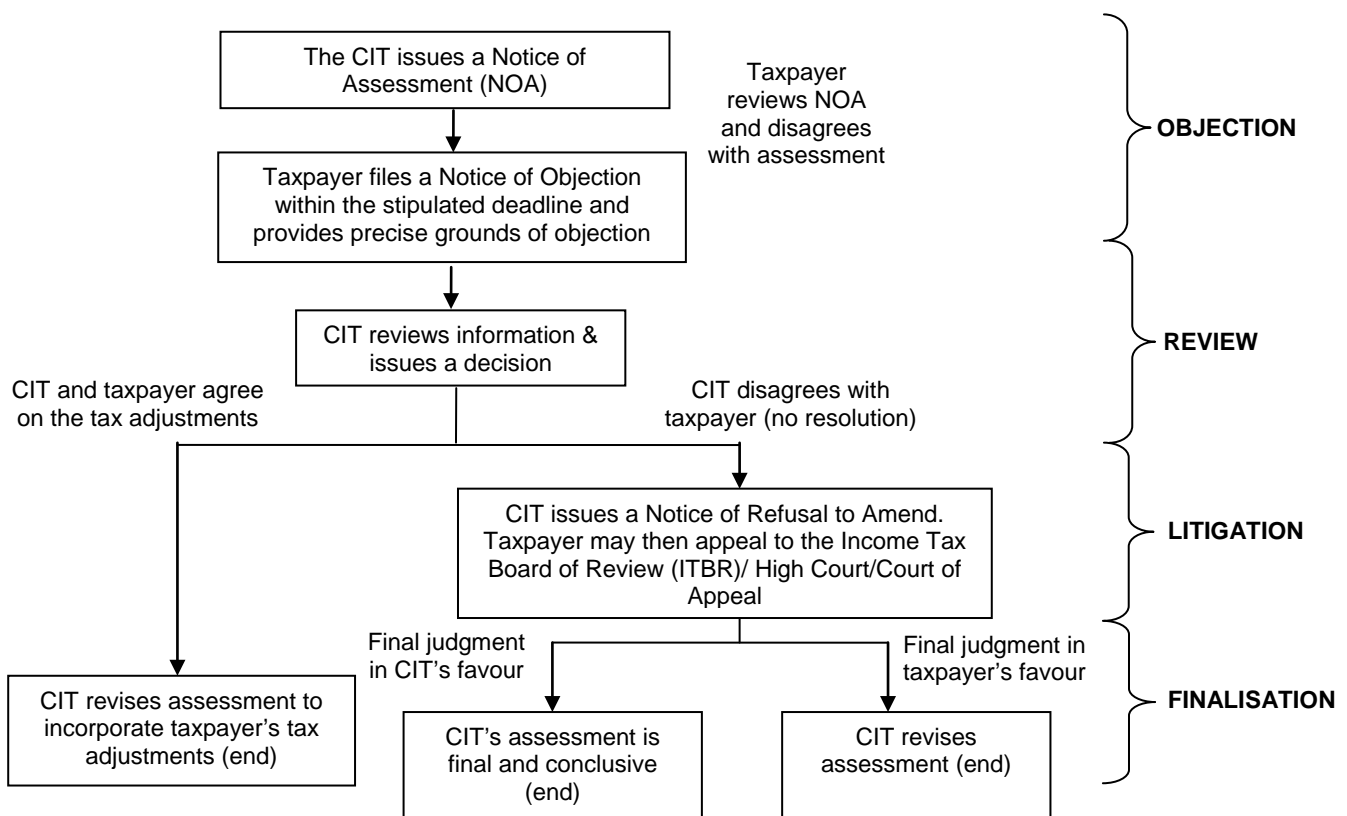 The CIT issues a Notice of
Assessment (NOA)
Taxpayer
reviews NOA
and disagrees
with assessment
OBJECTION
Taxpayer files a Notice of Objection
within the stipulated deadline and
provides precise grounds of objection
CIT reviews information &
issues a decision
REVIEW
CIT and taxpayer agree
on the tax adjustments
CIT disagrees with
taxpayer (no resolution)
CIT issues a Notice of Refusal to Amend.
Taxpayer may then appeal to the Income Tax
Board of Review (ITBR)/ High Court/Court of
Appeal
LITIGATION
Final judgment
in CIT’s favour
Final judgment in
taxpayer’s favour
CIT revises assessment to
incorporate taxpayer’s tax
adjustments (end)
CIT’s assessment is
final and conclusive
(end)
CIT revises
assessment (end)
FINALISATION